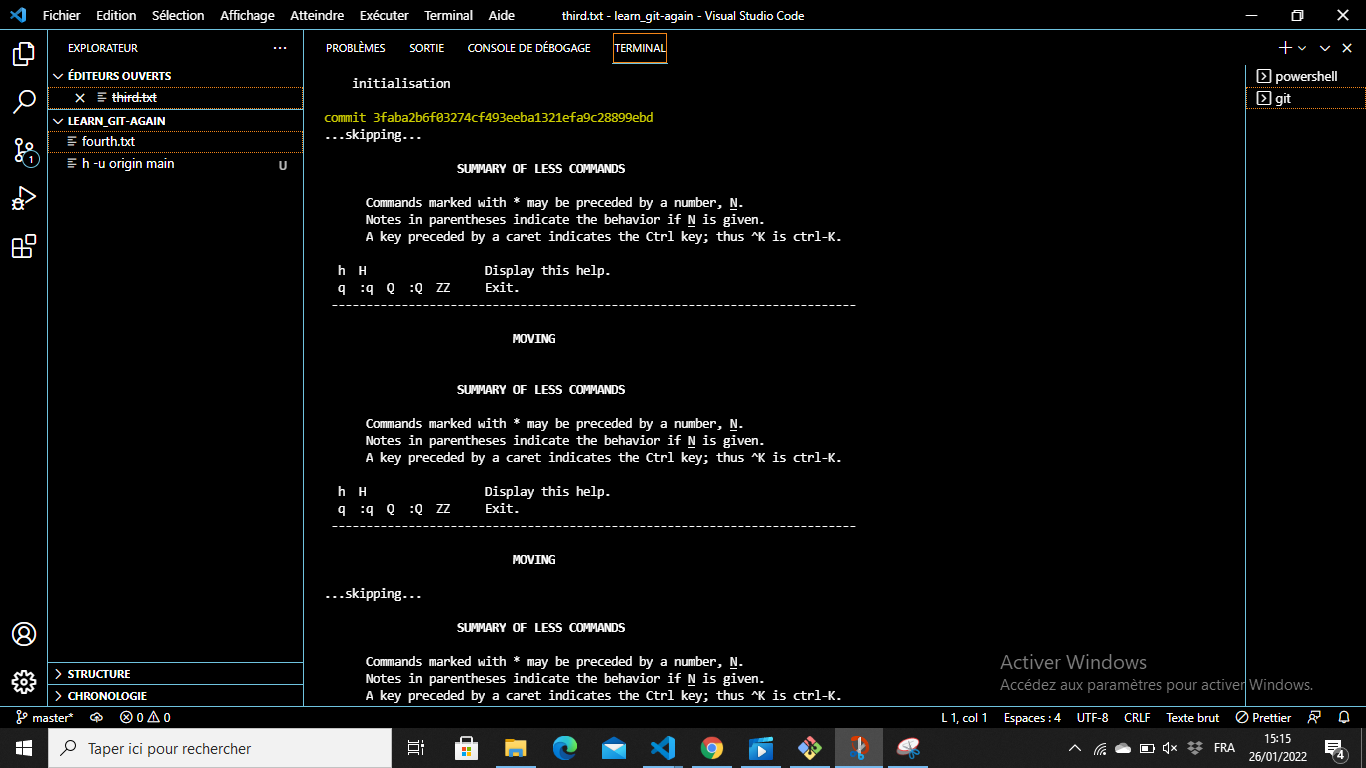 Fichier Edition Sélection Affichage Atteindre Exécuter Terminal Aide third.txt - learn_git-again - Visual Studio Code
EXPLORATEUR
ÉDITEURS OUVERTS
third.txt
LEARN_GIT-AGAIN
fourth.txt
h -u origin main U
1
STRUCTURE
CHRONOLOGIE
PROBLÈMES SORTIE CONSOLE DE DÉBOGAGE TERMINAL
initialisation
commit 3faba2b6f03274cf493eeba1321efa9c28899ebd
...skipping...
SUMMARY OF LESS COMMANDS
Commands marked with * may be preceded by a number, N.
Notes in parentheses indicate the behavior if N is given.
A key preceded by a caret indicates the Ctrl key; thus ^K is ctrl-K.
h H Display this help.
q :q Q :Q ZZ Exit.
--------------------------------------------------------------------------
MOVING
SUMMARY OF LESS COMMANDS
Commands marked with * may be preceded by a number, N.
Notes in parentheses indicate the behavior if N is given.
A key preceded by a caret indicates the Ctrl key; thus ^K is ctrl-K.
h H Display this help.
q :q Q :Q ZZ Exit.
--------------------------------------------------------------------------
MOVING
...skipping...
SUMMARY OF LESS COMMANDS
Commands marked with * may be preceded by a number, N.
Notes in parentheses indicate the behavior if N is given.
A key preceded by a caret indicates the Ctrl key; thus ^K is ctrl-K.
powershell
git
Activer Windows
Accédez aux paramètres pour activer Windows.
master* 0 0 L 1, col 1 Espaces : 4 UTF-8 CRLF Texte brut Prettier
Taper ici pour rechercher
FRA
15:15
26/01/2022
4